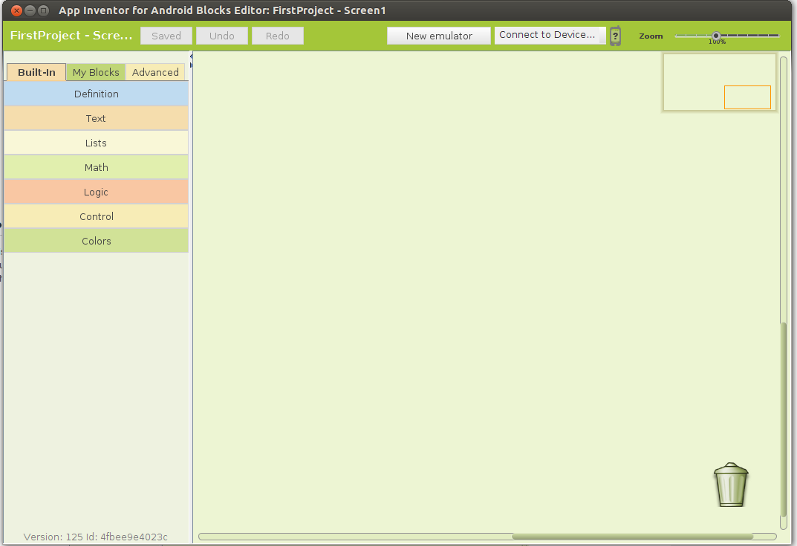 App Inventor for Android Blocks Editor: FirstProject - Screen1
FirstProject - Scre... Saved Undo Redo New emulator Connect to Device... ? Zoom
100%
Built-In My Blocks Advanced
Definition
Text
Lists
Math
Logic
Control
Colors
Version: 125 Id: 4fbee9e4023c